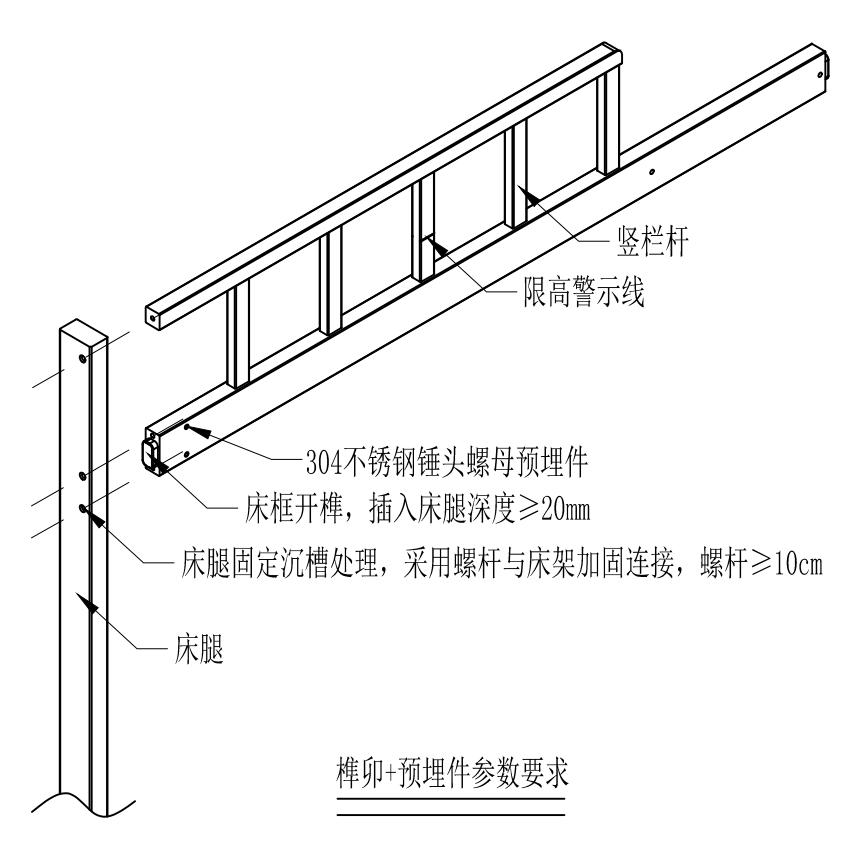 竖栏杆
限高警示线
304不锈钢锤头螺母预埋件
床框开榫，插入床腿深度≥20mm
床腿固定沉槽处理，采用螺杆与床架加固连接，螺杆≥10cm
床腿
榫卯+预埋件参数要求